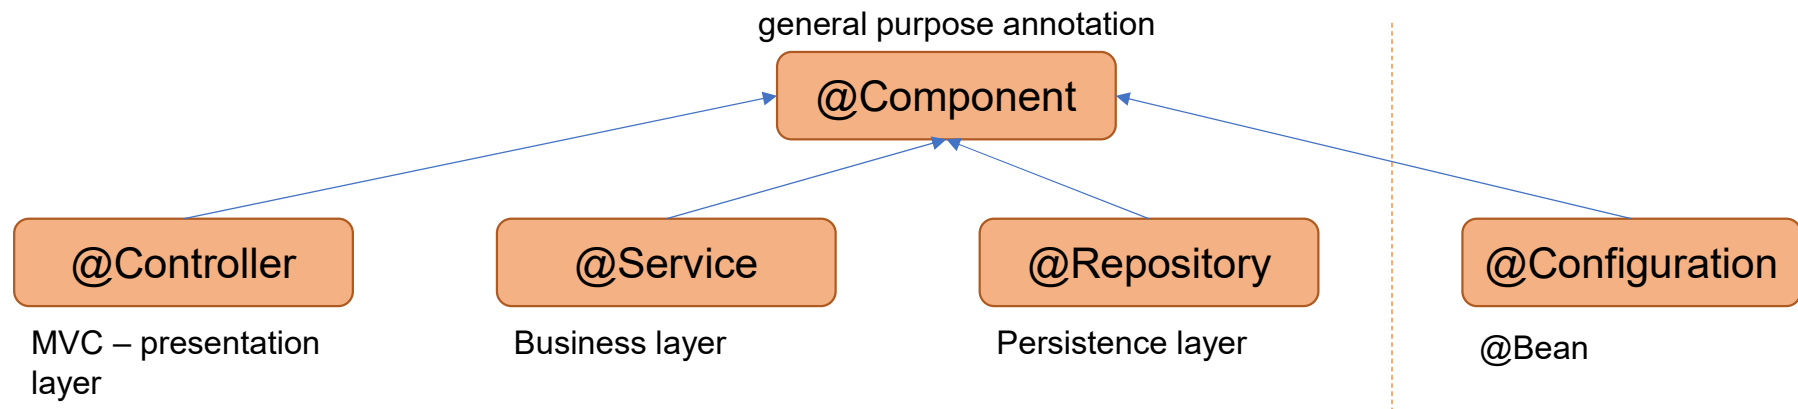 general purpose annotation
@Component
@Controller
@Service
@Repository
@Configuration
MVC – presentation
layer
Business layer
Persistence layer
@Bean